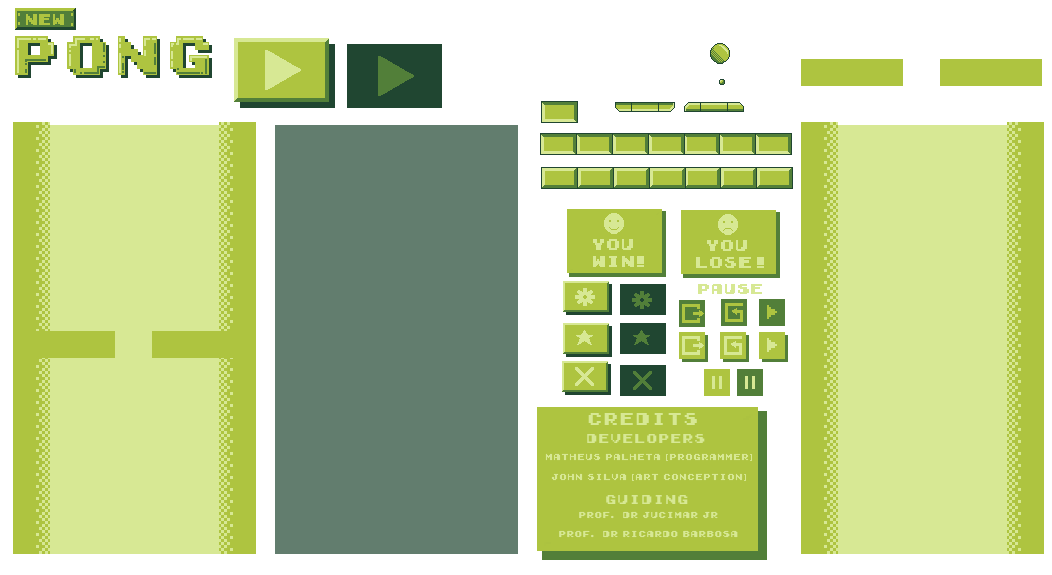 NEW
PONG
YOU
WIN!
YOU
LOSE!
PAUSE
CREDITS
DEVELOPERS
MATHEUS PALHETA (PROGRAMMER)
JOHN SILVA (ART CONCEPTION)
GUIDING
PROF. DR JUCIMAR JR
PROF. DR RICARDO BARBOSA